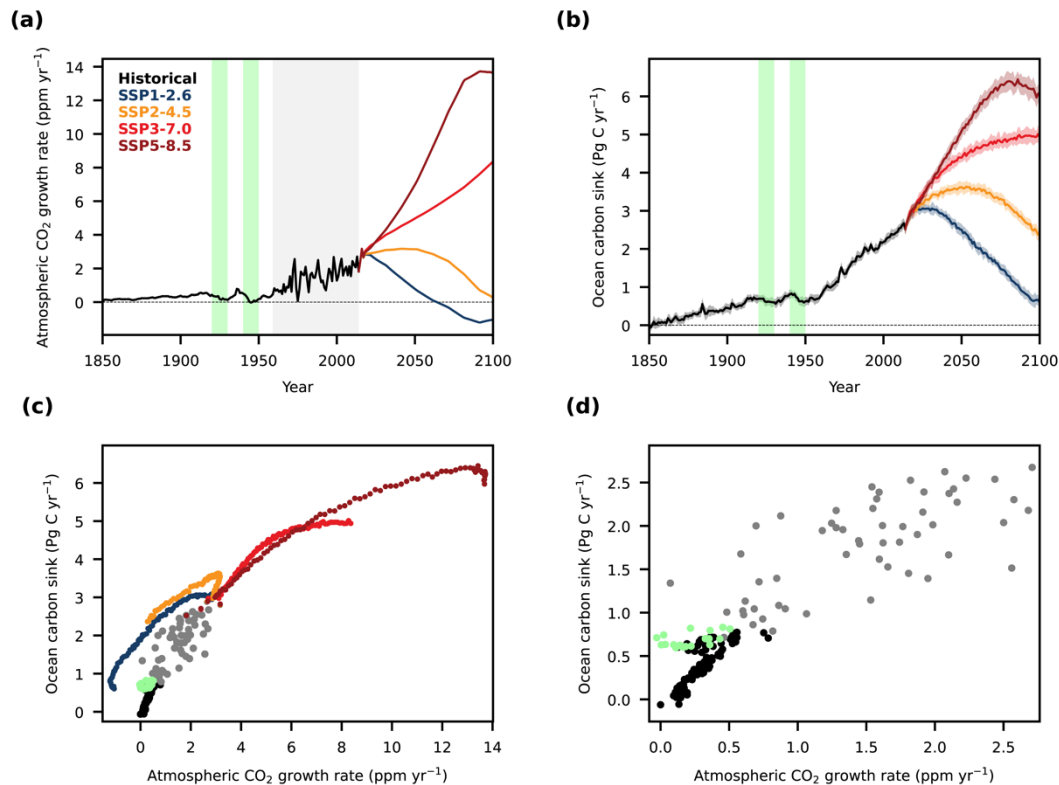 (a)
Atmospheric CO₂ growth rate (ppm yr⁻¹)
14
12
10
8
6
4
2
0
Historical
SSP1-2.6
SSP2-4.5
SSP3-7.0
SSP5-8.5
1850 1900 1950 2000 2050 2100
Year
(b)
Ocean carbon sink (Pg C yr⁻¹)
6
5
4
3
2
1
0
1850 1900 1950 2000 2050 2100
Year
(c)
Ocean carbon sink (Pg C yr⁻¹)
6
5
4
3
2
1
0
0 2 4 6 8 10 12 14
Atmospheric CO₂ growth rate (ppm yr⁻¹)
(d)
Ocean carbon sink (Pg C yr⁻¹)
2.5
2.0
1.5
1.0
0.5
0.0
0.0 0.5 1.0 1.5 2.0 2.5
Atmospheric CO₂ growth rate (ppm yr⁻¹)